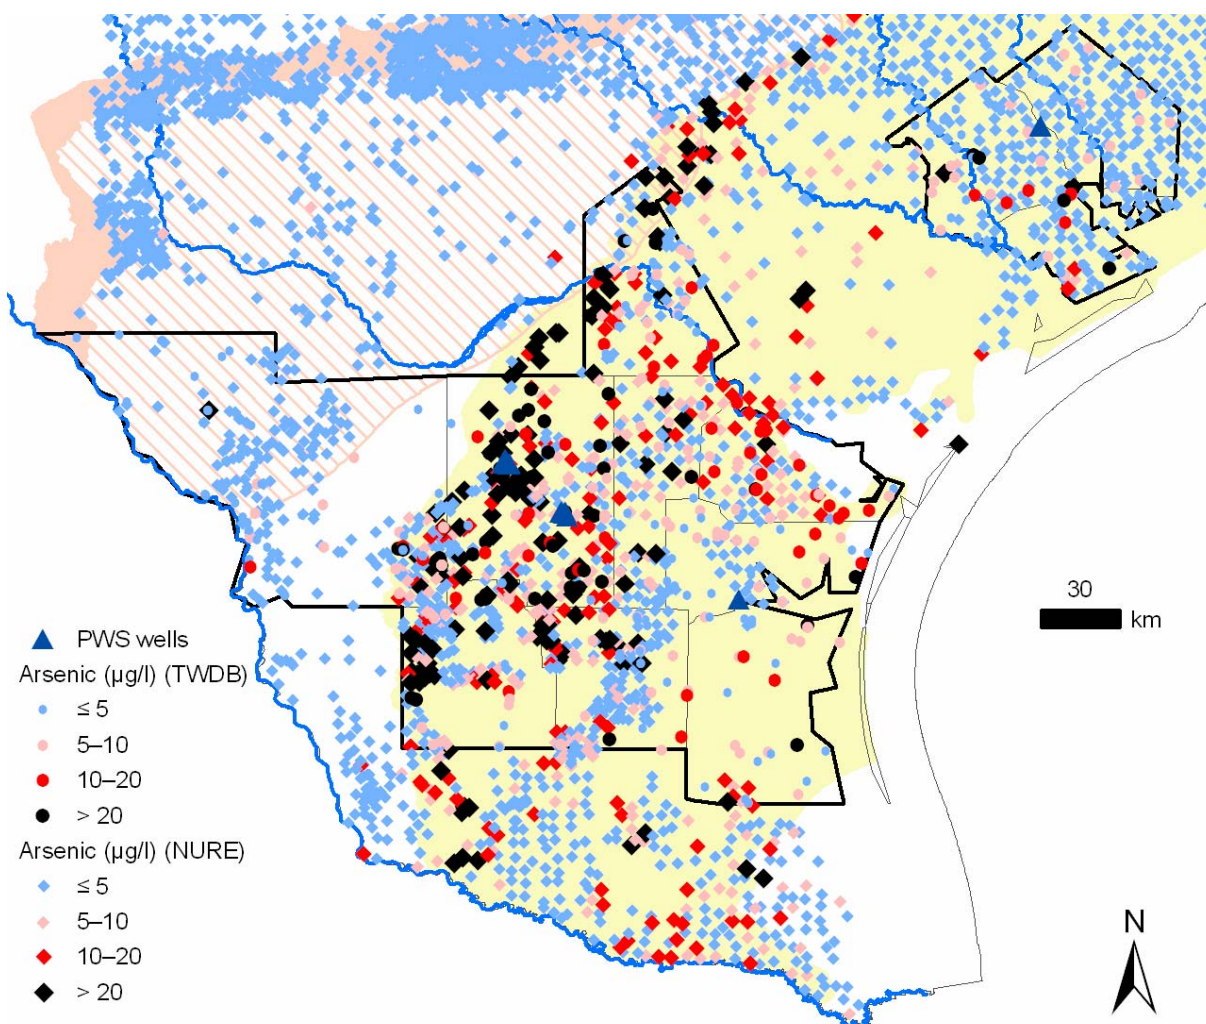 30
km
PWS wells
Arsenic (µg/l) (TWDB)
≤ 5
5–10
10–20
> 20
Arsenic (µg/l) (NURE)
≤ 5
5–10
10–20
> 20
N